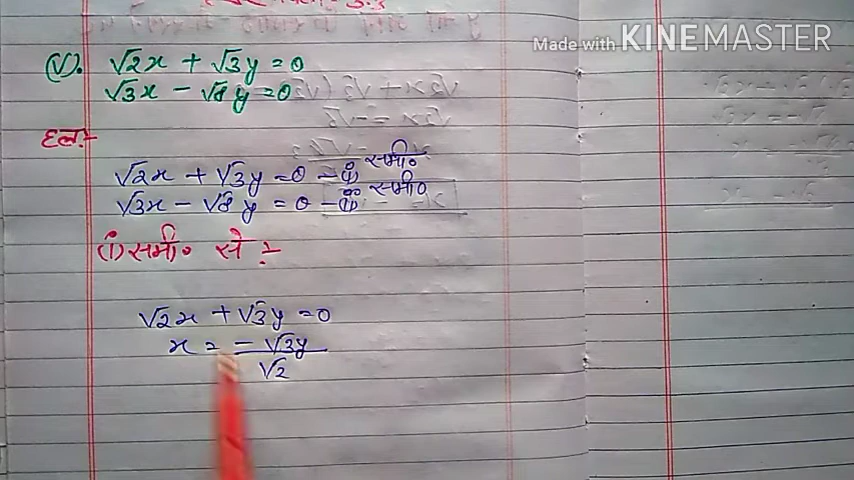 Made with KINEMASTER
(V). √2x + √3y = 0
√3x - √8y = 0
हल:-
√2x + √3y = 0 - (i) समी०
√3x - √8y = 0 - (ii) समी०
(i) समी० से :-
√2x + √3y = 0
x = - √3y
√2